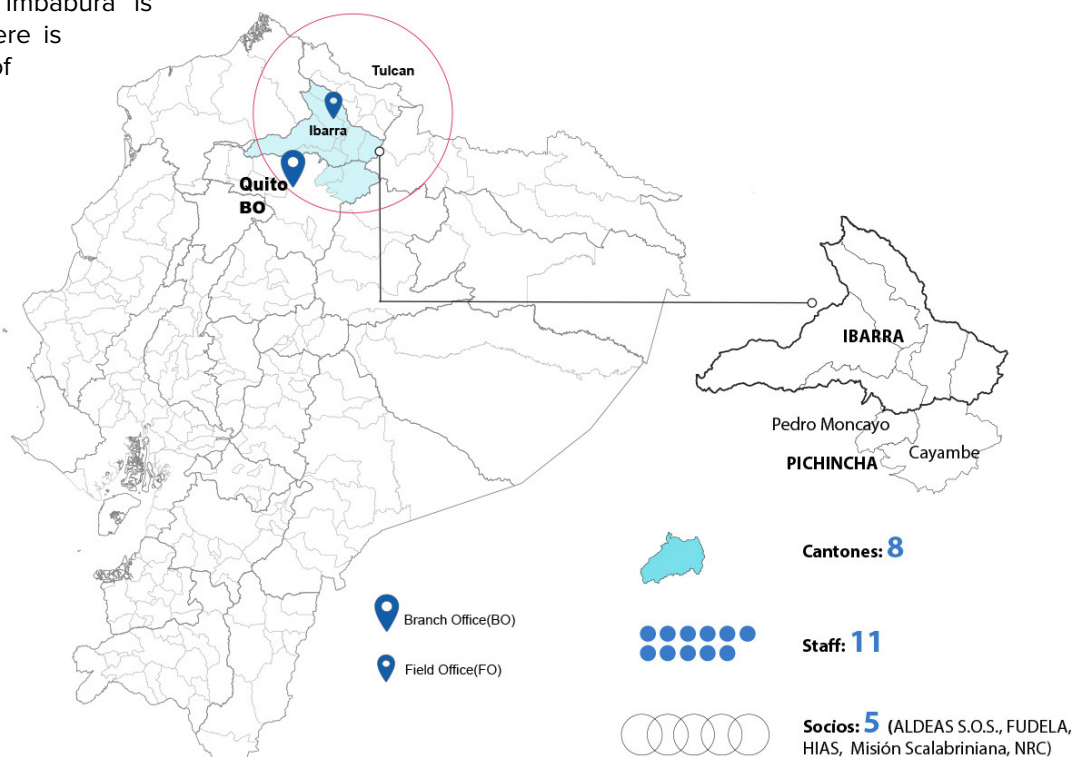 Imbabura is
ere is
of
Tulcan
Ibarra
Quito
BO
IBARRA
Pedro Moncayo
Cayambe
PICHINCHA
Cantones: 8
Branch Office(BO)
Staff: 11
Field Office(FO)
Socios: 5 (ALDEAS S.O.S., FUDELA,
HIAS, Misión Scalabriniana, NRC)